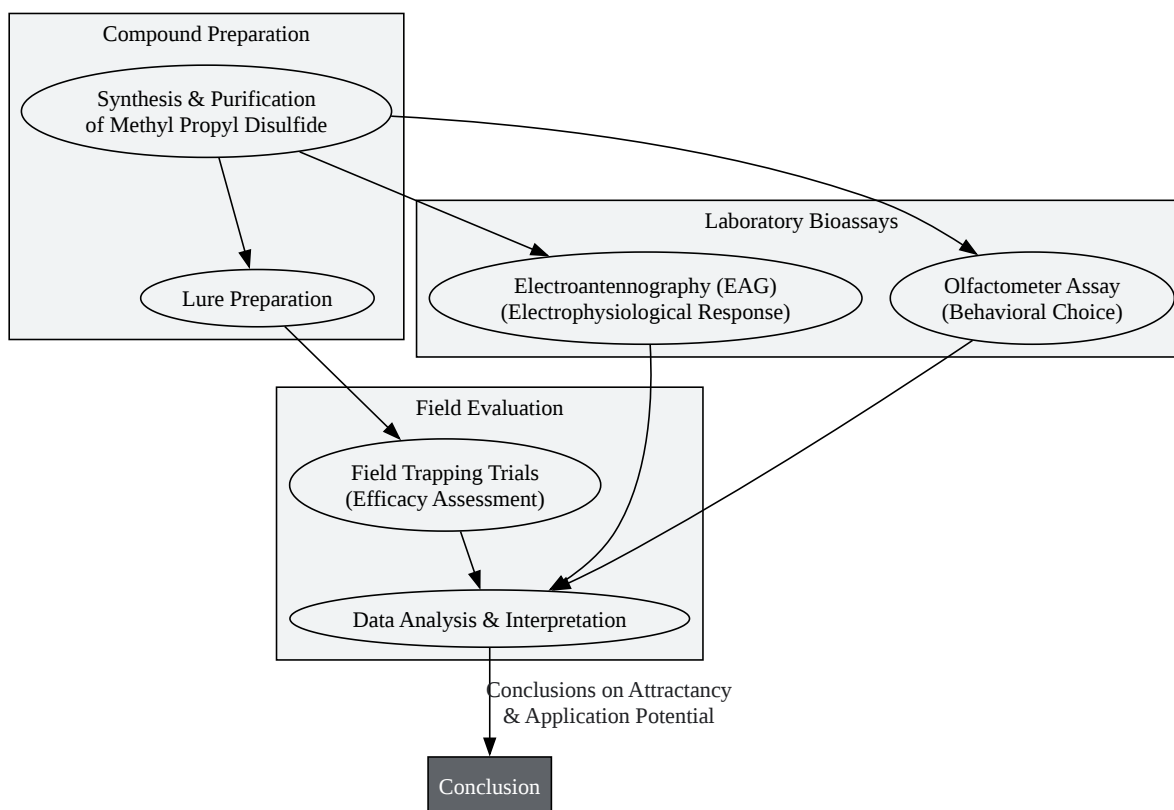 Compound Preparation
Synthesis & Purification
of Methyl Propyl Disulfide
Laboratory Bioassays
Lure Preparation
Electroantennography (EAG)
(Electrophysiological Response)
Olfactometer Assay
(Behavioral Choice)
Field Evaluation
Field Trapping Trials
(Efficacy Assessment)
Data Analysis & Interpretation
Conclusions on Attractancy
& Application Potential
Conclusion